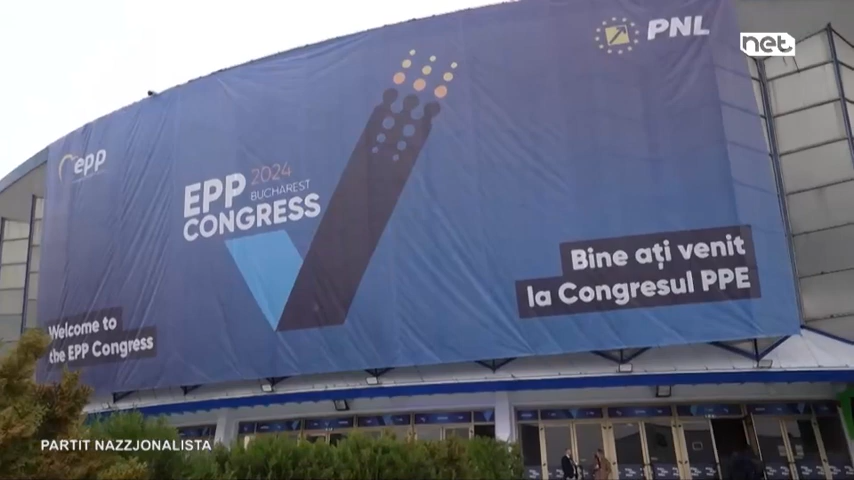 PNL
net
epp
EPP 2024
BUCHAREST
CONGRESS
Bine ați venit
la Congresul PPE
Welcome to
the EPP Congress
PARTIT NAZZJONALISTA